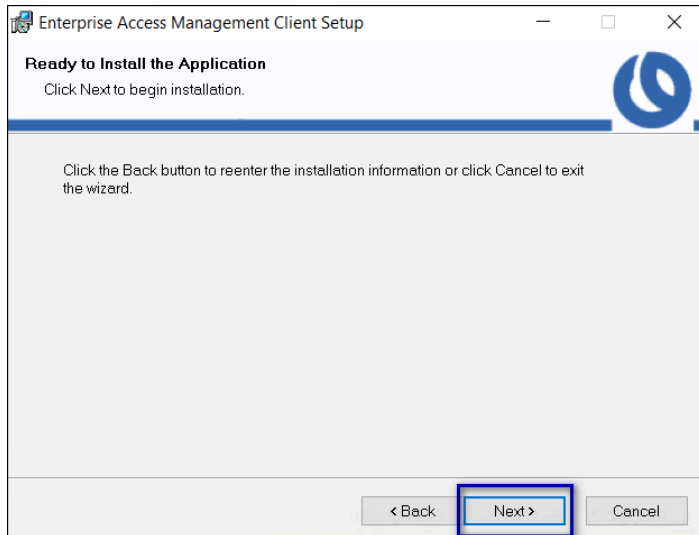 Enterprise Access Management Client Setup
Ready to Install the Application
Click Next to begin installation.
Click the Back button to reenter the installation information or click Cancel to exit
the wizard.
< Back
Next >
Cancel